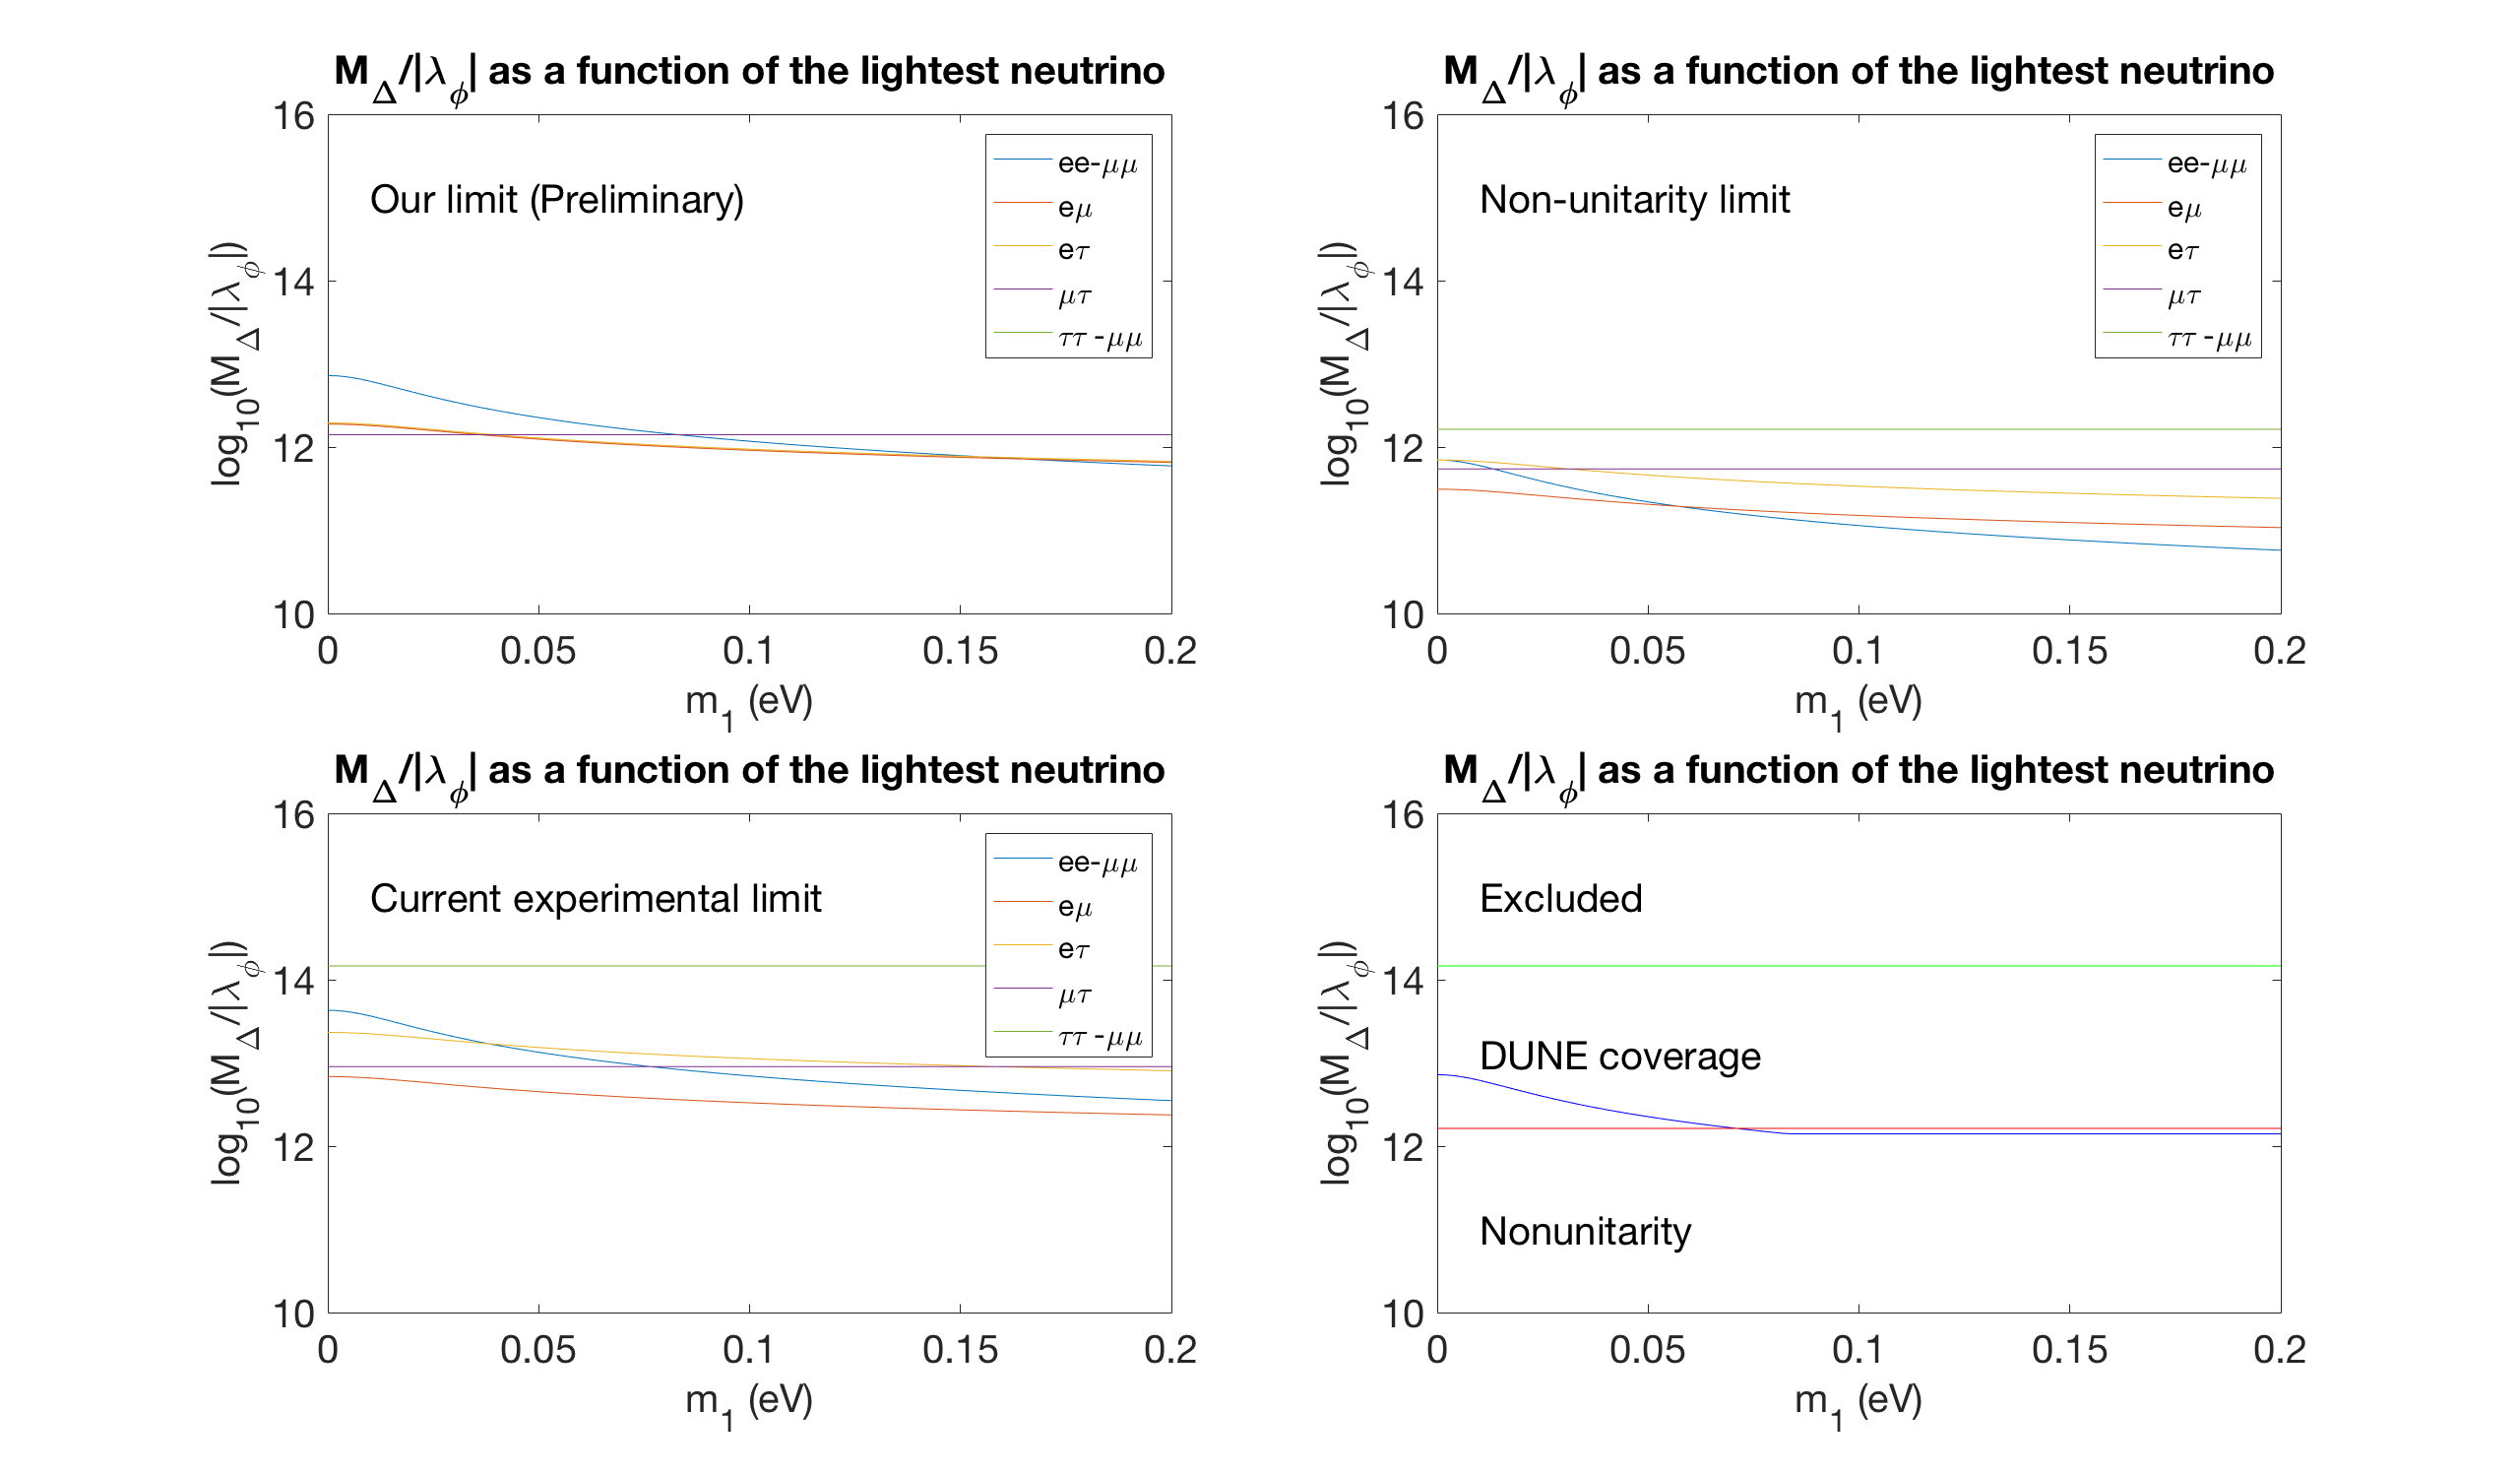 M_Δ/|λ_ϕ| as a function of the lightest neutrino
16
14
12
10
log₁₀(M_Δ/|λ_ϕ|)
Our limit (Preliminary)
ee-μμ
eμ
eτ
μτ
ττ -μμ
0 0.05 0.1 0.15 0.2
m₁ (eV)
M_Δ/|λ_ϕ| as a function of the lightest neutrino
16
14
12
10
log₁₀(M_Δ/|λ_ϕ|)
Non-unitarity limit
ee-μμ
eμ
eτ
μτ
ττ -μμ
0 0.05 0.1 0.15 0.2
m₁ (eV)
M_Δ/|λ_ϕ| as a function of the lightest neutrino
16
14
12
10
log₁₀(M_Δ/|λ_ϕ|)
Current experimental limit
ee-μμ
eμ
eτ
μτ
ττ -μμ
0 0.05 0.1 0.15 0.2
m₁ (eV)
M_Δ/|λ_ϕ| as a function of the lightest neutrino
16
14
12
10
log₁₀(M_Δ/|λ_ϕ|)
Excluded
DUNE coverage
Nonunitarity
0 0.05 0.1 0.15 0.2
m₁ (eV)